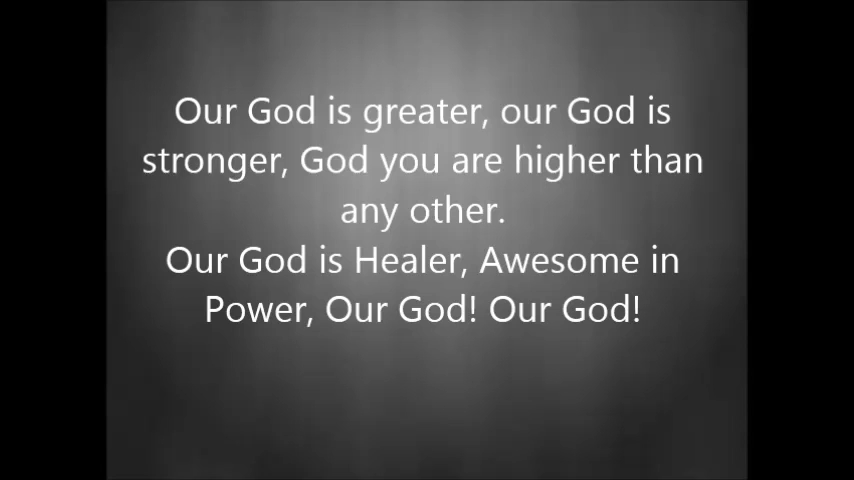 Our God is greater, our God is
stronger, God you are higher than
any other.
Our God is Healer, Awesome in
Power, Our God! Our God!